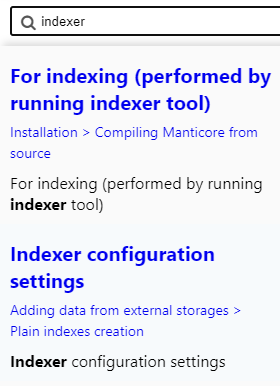 indexer
For indexing (performed by
running indexer tool)
Installation > Compiling Manticore from
source
For indexing (performed by running
indexer tool)
Indexer configuration
settings
Adding data from external storages >
Plain indexes creation
Indexer configuration settings